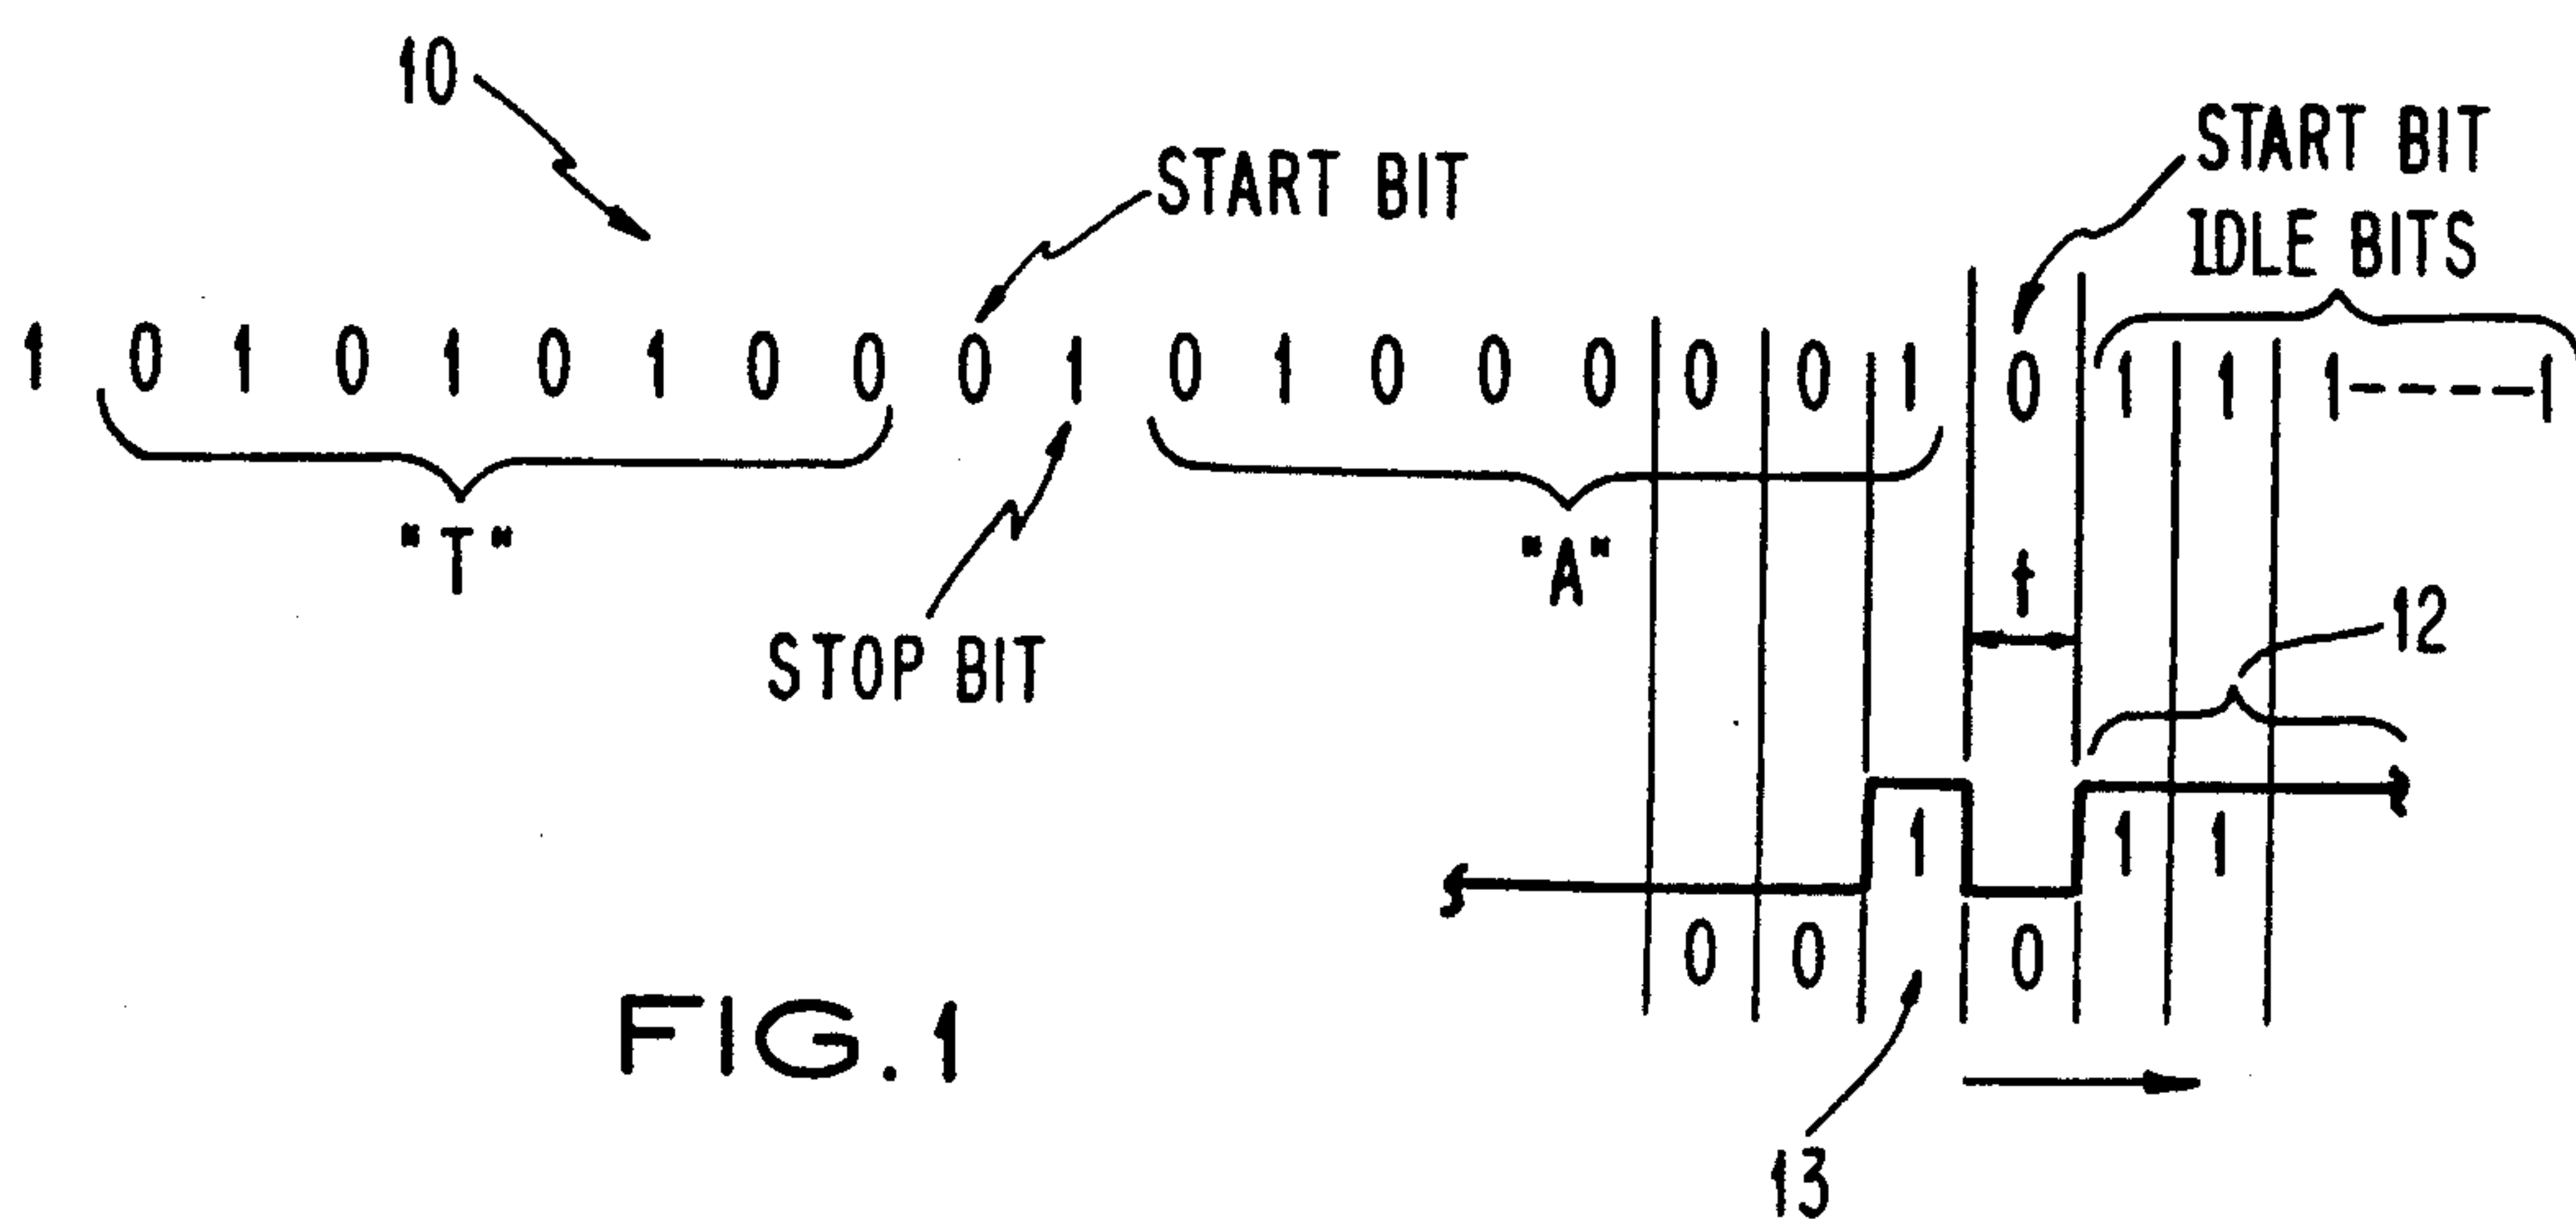 10
START BIT
START BIT
IDLE BITS
1 0 1 0 1 0 1 0 0 0 1 0 1 0 0 0 0 0 1 0 1 1 1-----1
"T"
"A"
t
STOP BIT
12
1 1 1
0 0 0
FIG. 1
13